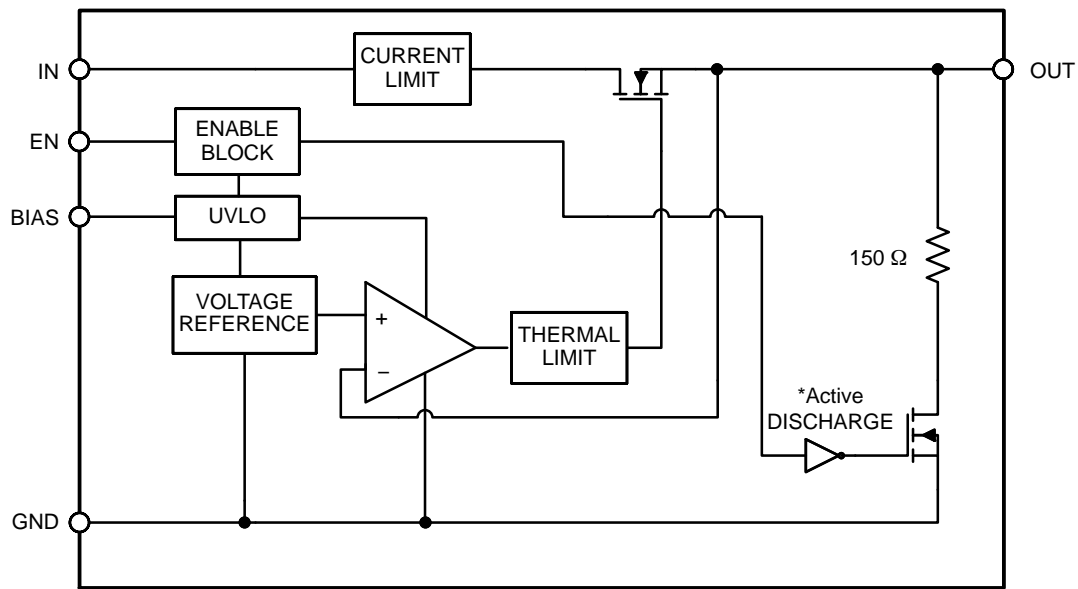 IN
CURRENT
LIMIT
OUT
EN
ENABLE
BLOCK
BIAS
UVLO
150 Ω
VOLTAGE
REFERENCE
+
−
THERMAL
LIMIT
*Active
DISCHARGE
GND